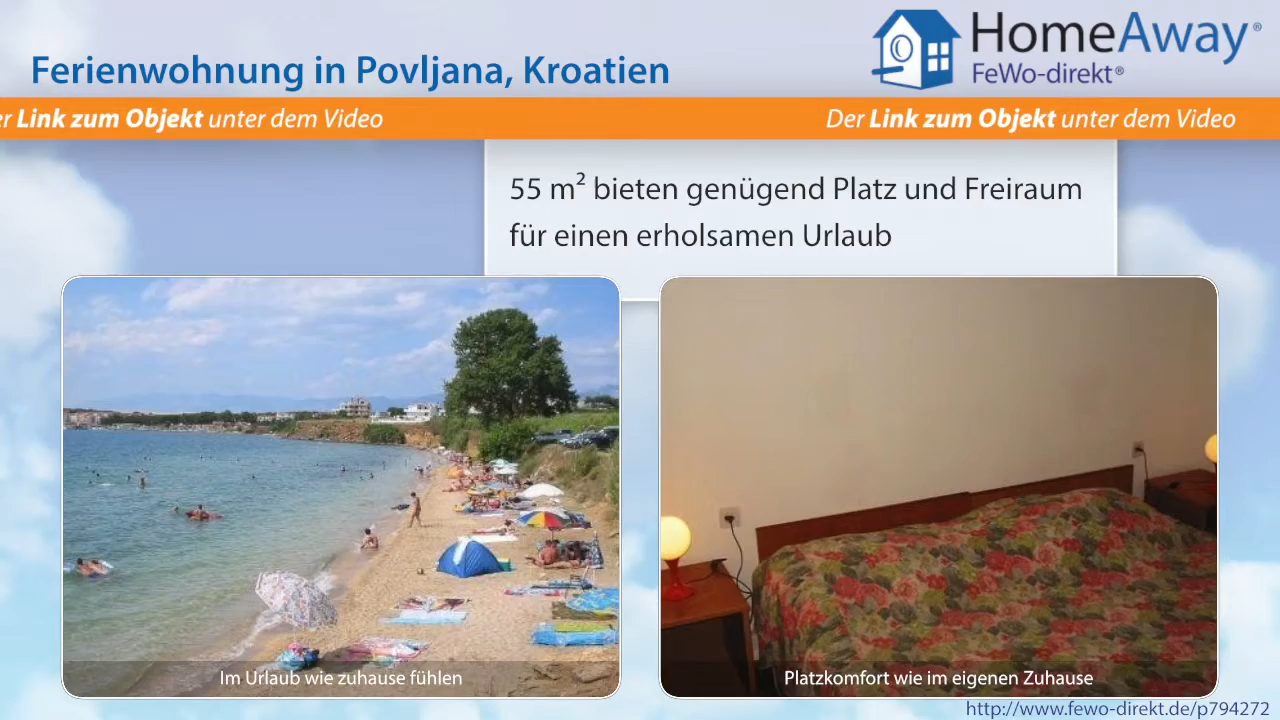 Ferienwohnung in Povljana, Kroatien
HomeAway®
FeWo-direkt®
er Link zum Objekt unter dem Video
Der Link zum Objekt unter dem Video
55 m² bieten genügend Platz und Freiraum
für einen erholsamen Urlaub
Im Urlaub wie zuhause fühlen
Platzkomfort wie im eigenen Zuhause
http://www.fewo-direkt.de/p794272